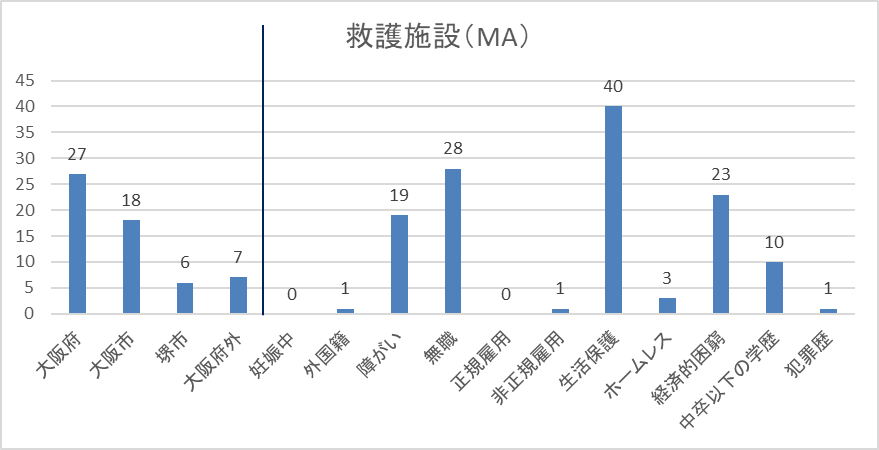 救護施設（MA）
45
40
35
30
25
20
15
10
5
0
27
18
6
7
0
1
19
28
0
1
40
3
23
10
1
大阪府
大阪市
堺市
大阪府外
妊娠中
外国籍
障がい
無職
正規雇用
非正規雇用
生活保護
ホームレス
経済的困窮
中卒以下の学歴
犯罪歴